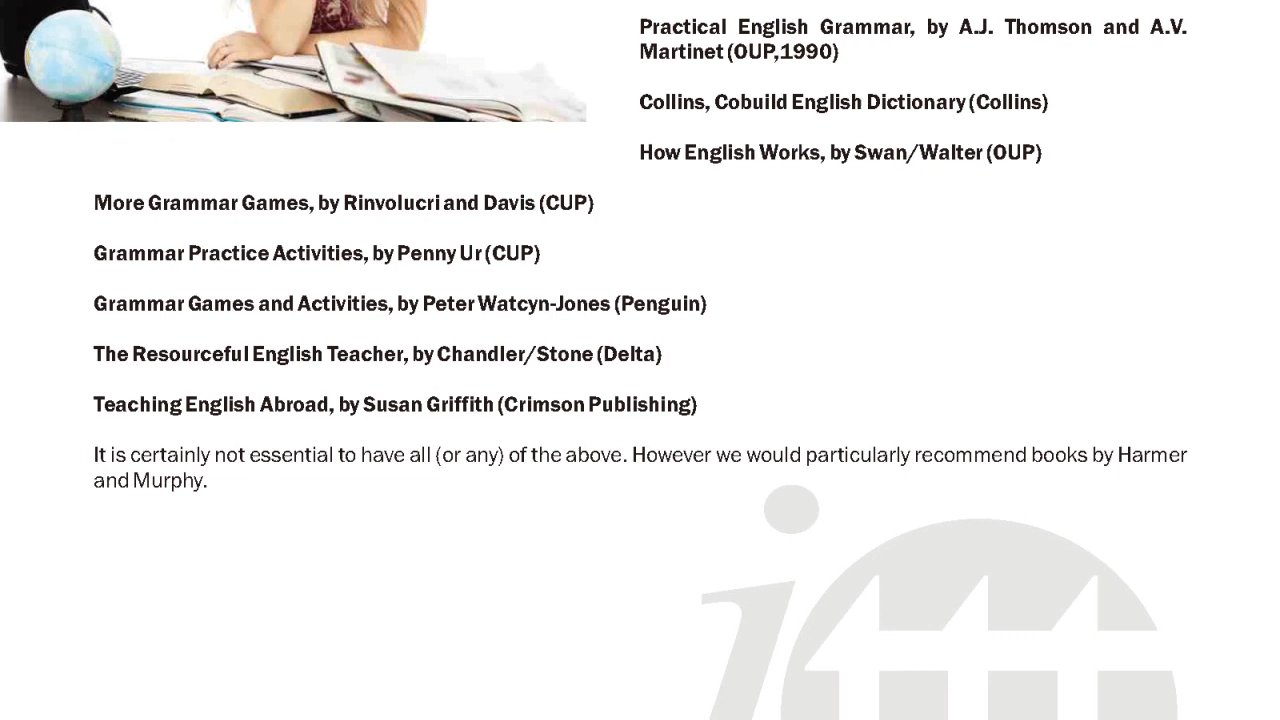 Practical English Grammar, by A.J. Thomson and A.V.
Martinet (OUP,1990)
Collins, Cobuild English Dictionary (Collins)
How English Works, by Swan/Walter (OUP)
More Grammar Games, by Rinvolucri and Davis (CUP)
Grammar Practice Activities, by Penny Ur (CUP)
Grammar Games and Activities, by Peter Watcyn-Jones (Penguin)
The Resourceful English Teacher, by Chandler/Stone (Delta)
Teaching English Abroad, by Susan Griffith (Crimson Publishing)
It is certainly not essential to have all (or any) of the above. However we would particularly recommend books by Harmer
and Murphy.
ittt